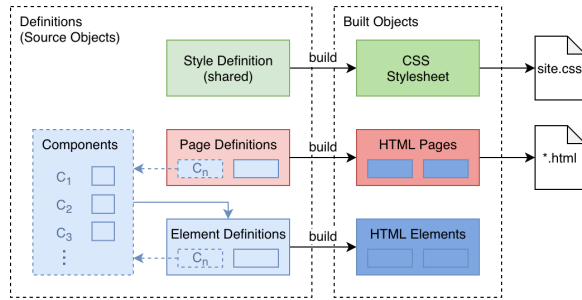 Definitions
(Source Objects)
Built Objects
Style Definition
(shared)
build
CSS
Stylesheet
site.css
Components
C1
C2
C3
⋮
Page Definitions
Cn
build
HTML Pages
*.html
Element Definitions
Cn
build
HTML Elements